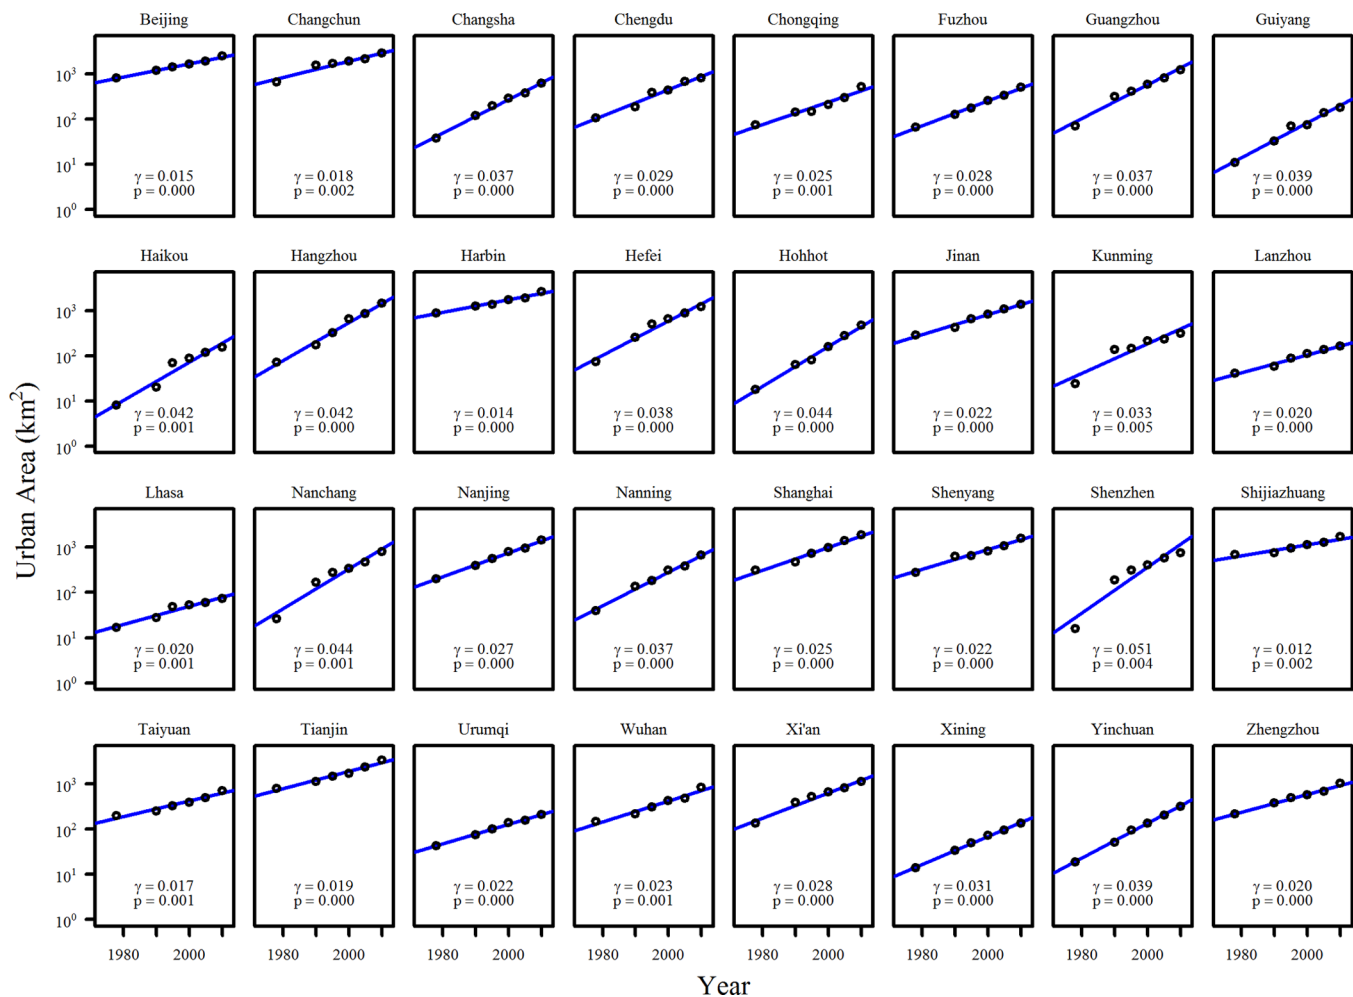 Urban Area (km²)
Beijing Changchun Changsha Chengdu Chongqing Fuzhou Guangzhou Guiyang
10³
10²
10¹
10⁰
γ = 0.015 γ = 0.018 γ = 0.037 γ = 0.029 γ = 0.025 γ = 0.028 γ = 0.037 γ = 0.039
p = 0.000 p = 0.002 p = 0.000 p = 0.000 p = 0.001 p = 0.000 p = 0.000 p = 0.000
Haikou Hangzhou Harbin Hefei Hohhot Jinan Kunming Lanzhou
10³
10²
10¹
10⁰
γ = 0.042 γ = 0.042 γ = 0.014 γ = 0.038 γ = 0.044 γ = 0.022 γ = 0.033 γ = 0.020
p = 0.001 p = 0.000 p = 0.000 p = 0.000 p = 0.000 p = 0.000 p = 0.005 p = 0.000
Lhasa Nanchang Nanjing Nanning Shanghai Shenyang Shenzhen Shijiazhuang
10³
10²
10¹
10⁰
γ = 0.020 γ = 0.044 γ = 0.027 γ = 0.037 γ = 0.025 γ = 0.022 γ = 0.051 γ = 0.012
p = 0.001 p = 0.001 p = 0.000 p = 0.000 p = 0.000 p = 0.000 p = 0.004 p = 0.002
Taiyuan Tianjin Urumqi Wuhan Xi'an Xining Yinchuan Zhengzhou
10³
10²
10¹
10⁰
γ = 0.017 γ = 0.019 γ = 0.022 γ = 0.023 γ = 0.028 γ = 0.031 γ = 0.039 γ = 0.020
p = 0.001 p = 0.000 p = 0.000 p = 0.001 p = 0.000 p = 0.000 p = 0.000 p = 0.000
1980 2000 1980 2000 1980 2000 1980 2000 1980 2000 1980 2000 1980 2000 1980 2000
Year